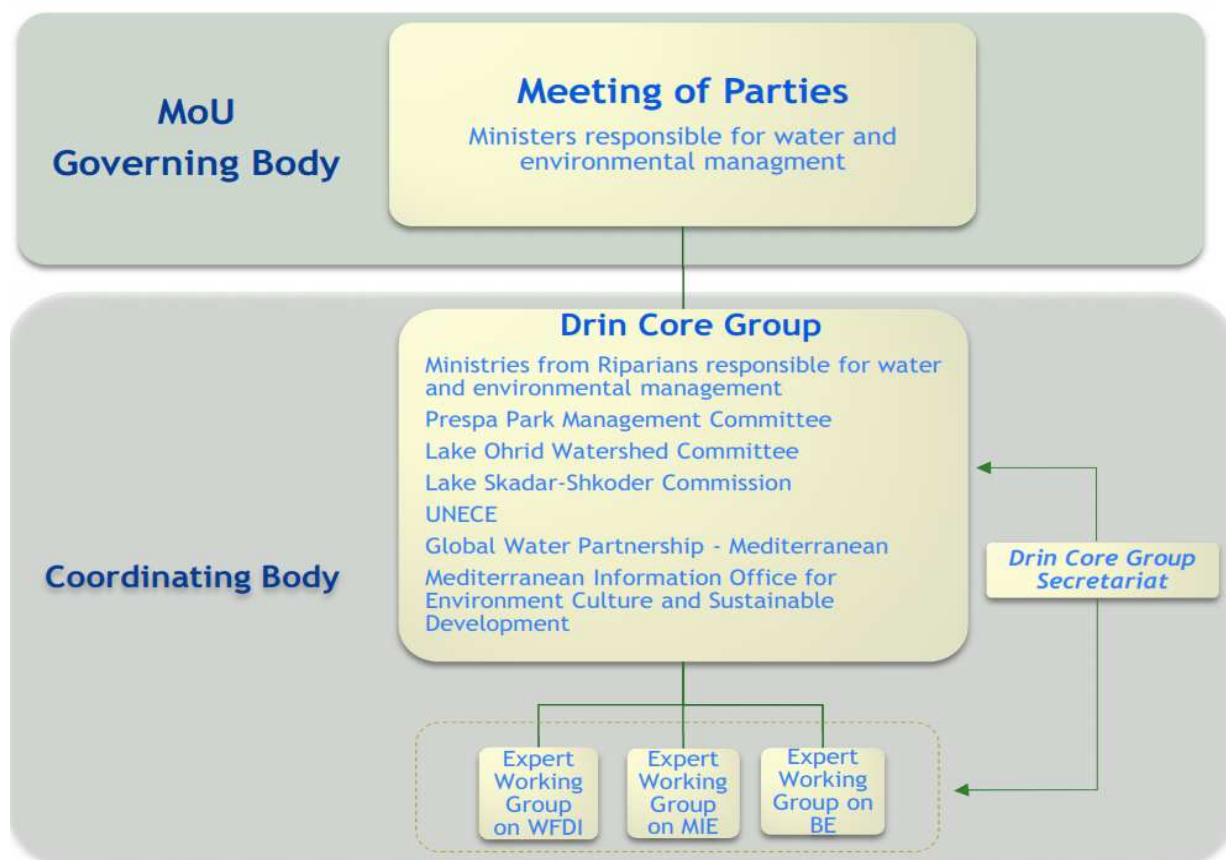 MoU
Governing Body
Meeting of Parties
Ministers responsible for water and
environmental managment
Coordinating Body
Drin Core Group
Ministries from Riparians responsible for water
and environmental management
Prespa Park Management Committee
Lake Ohrid Watershed Committee
Lake Skadar-Shkoder Commission
UNECE
Global Water Partnership - Mediterranean
Mediterranean Information Office for
Environment Culture and Sustainable
Development
Drin Core Group
Secretariat
Expert
Working
Group
on WFDI
Expert
Working
Group
on MIE
Expert
Working
Group on
BE